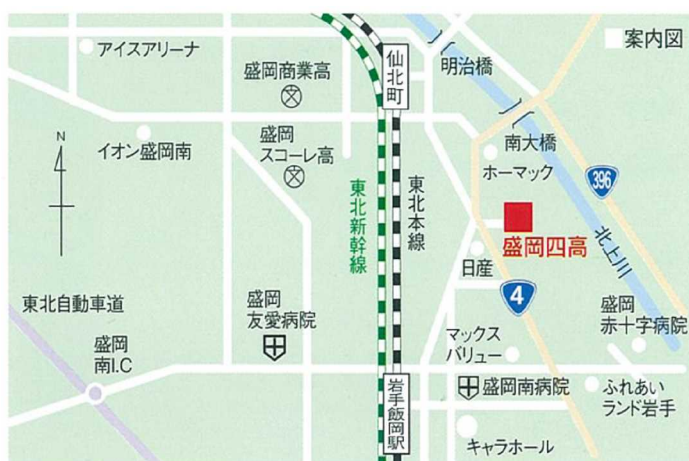 案内図
アイスアリーナ
盛岡商業高
仙北町
明治橋
イオン盛岡南
盛岡
スコーレ高
南大橋
ホーマック
396
N
東北新幹線
東北本線
盛岡四高
北上川
日産
4
東北自動車道
盛岡
南I.C
盛岡
友愛病院
マックス
バリュー
盛岡
赤十字病院
岩手飯岡駅
盛岡南病院
ふれあい
ランド岩手
キャラホール